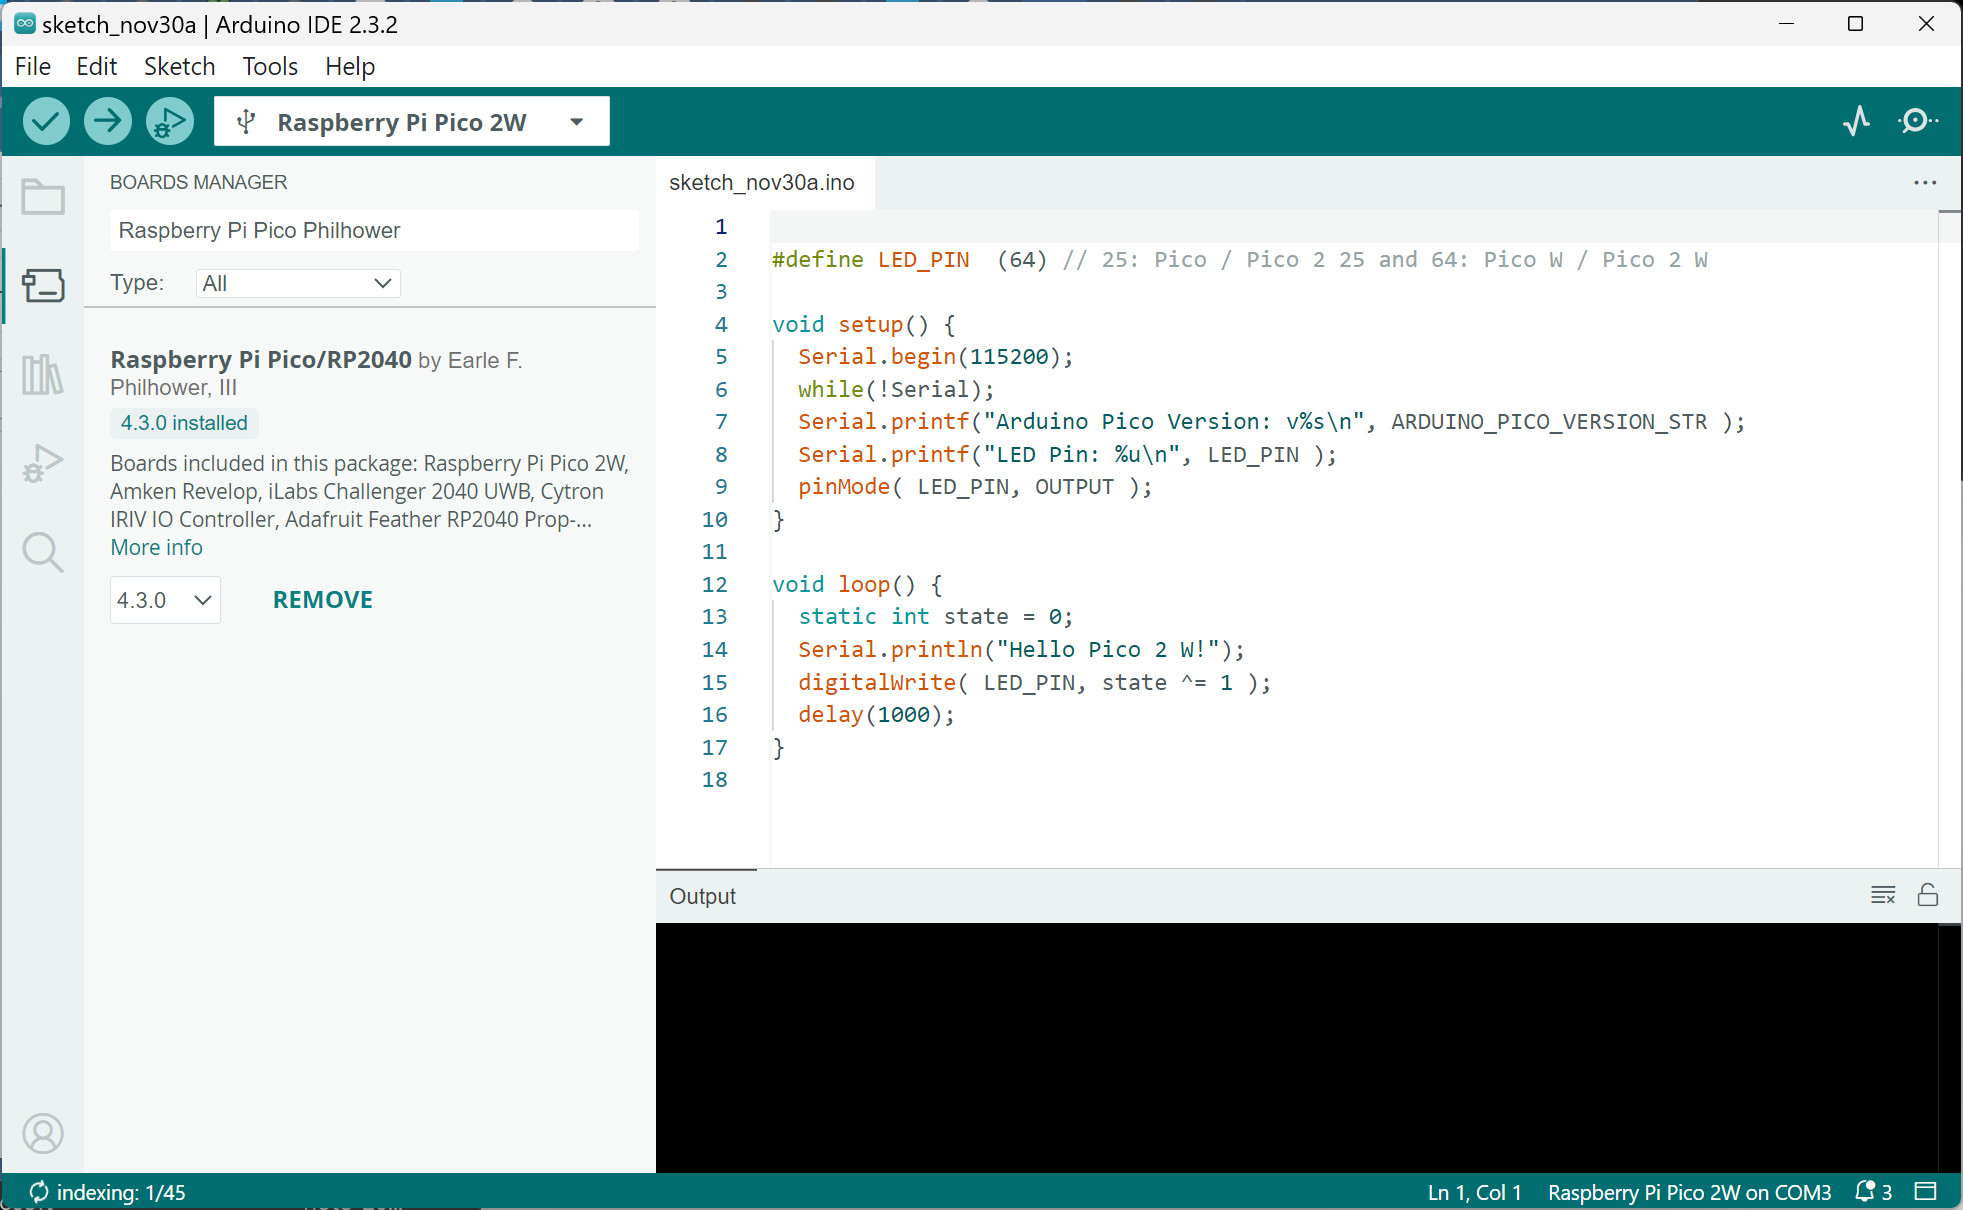 sketch_nov30a | Arduino IDE 2.3.2
File Edit Sketch Tools Help
Raspberry Pi Pico 2W
BOARDS MANAGER
Raspberry Pi Pico Philhower
Type: All
Raspberry Pi Pico/RP2040 by Earle F.
Philhower, III
4.3.0 installed
Boards included in this package: Raspberry Pi Pico 2W,
Amken Revelop, iLabs Challenger 2040 UWB, Cytron
IRIV IO Controller, Adafruit Feather RP2040 Prop-...
More info
4.3.0 REMOVE
sketch_nov30a.ino
1
2 #define LED_PIN  (64) // 25: Pico / Pico 2 25 and 64: Pico W / Pico 2 W
3
4 void setup() {
5   Serial.begin(115200);
6   while(!Serial);
7   Serial.printf("Arduino Pico Version: v%s\n", ARDUINO_PICO_VERSION_STR );
8   Serial.printf("LED Pin: %u\n", LED_PIN );
9   pinMode( LED_PIN, OUTPUT );
10 }
11
12 void loop() {
13   static int state = 0;
14   Serial.println("Hello Pico 2 W!");
15   digitalWrite( LED_PIN, state ^= 1 );
16   delay(1000);
17 }
18
Output
indexing: 1/45
Ln 1, Col 1 Raspberry Pi Pico 2W on COM3 3